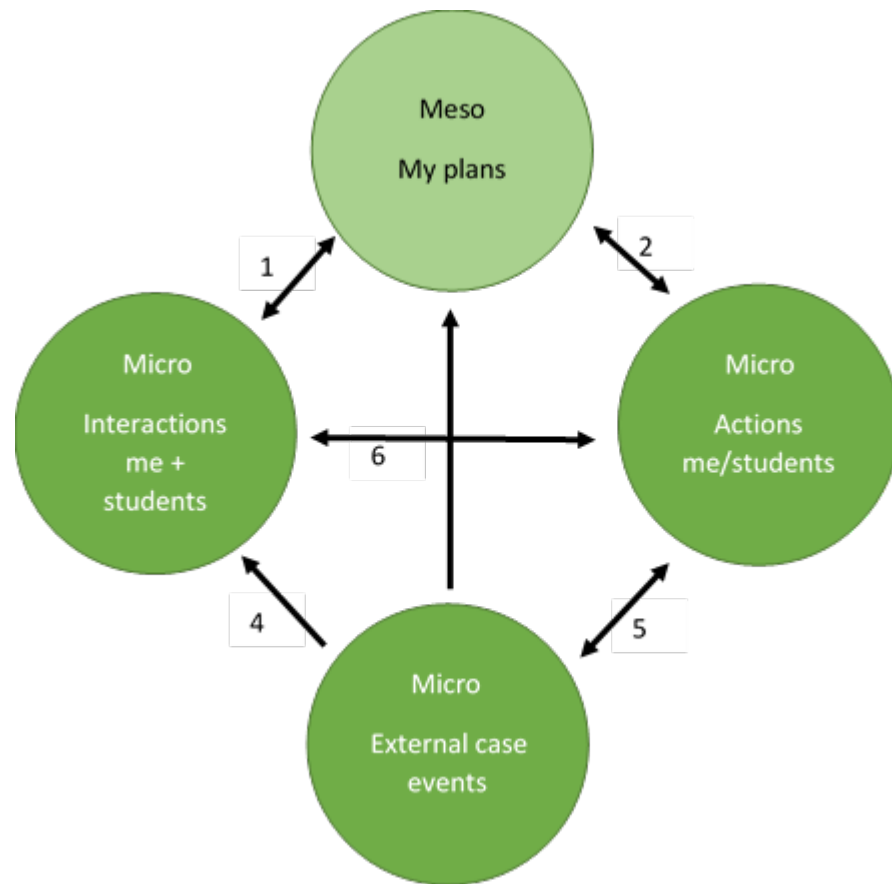 Meso
My plans
1
2
Micro
Interactions
me +
students
Micro
Actions
me/students
6
4
5
Micro
External case
events